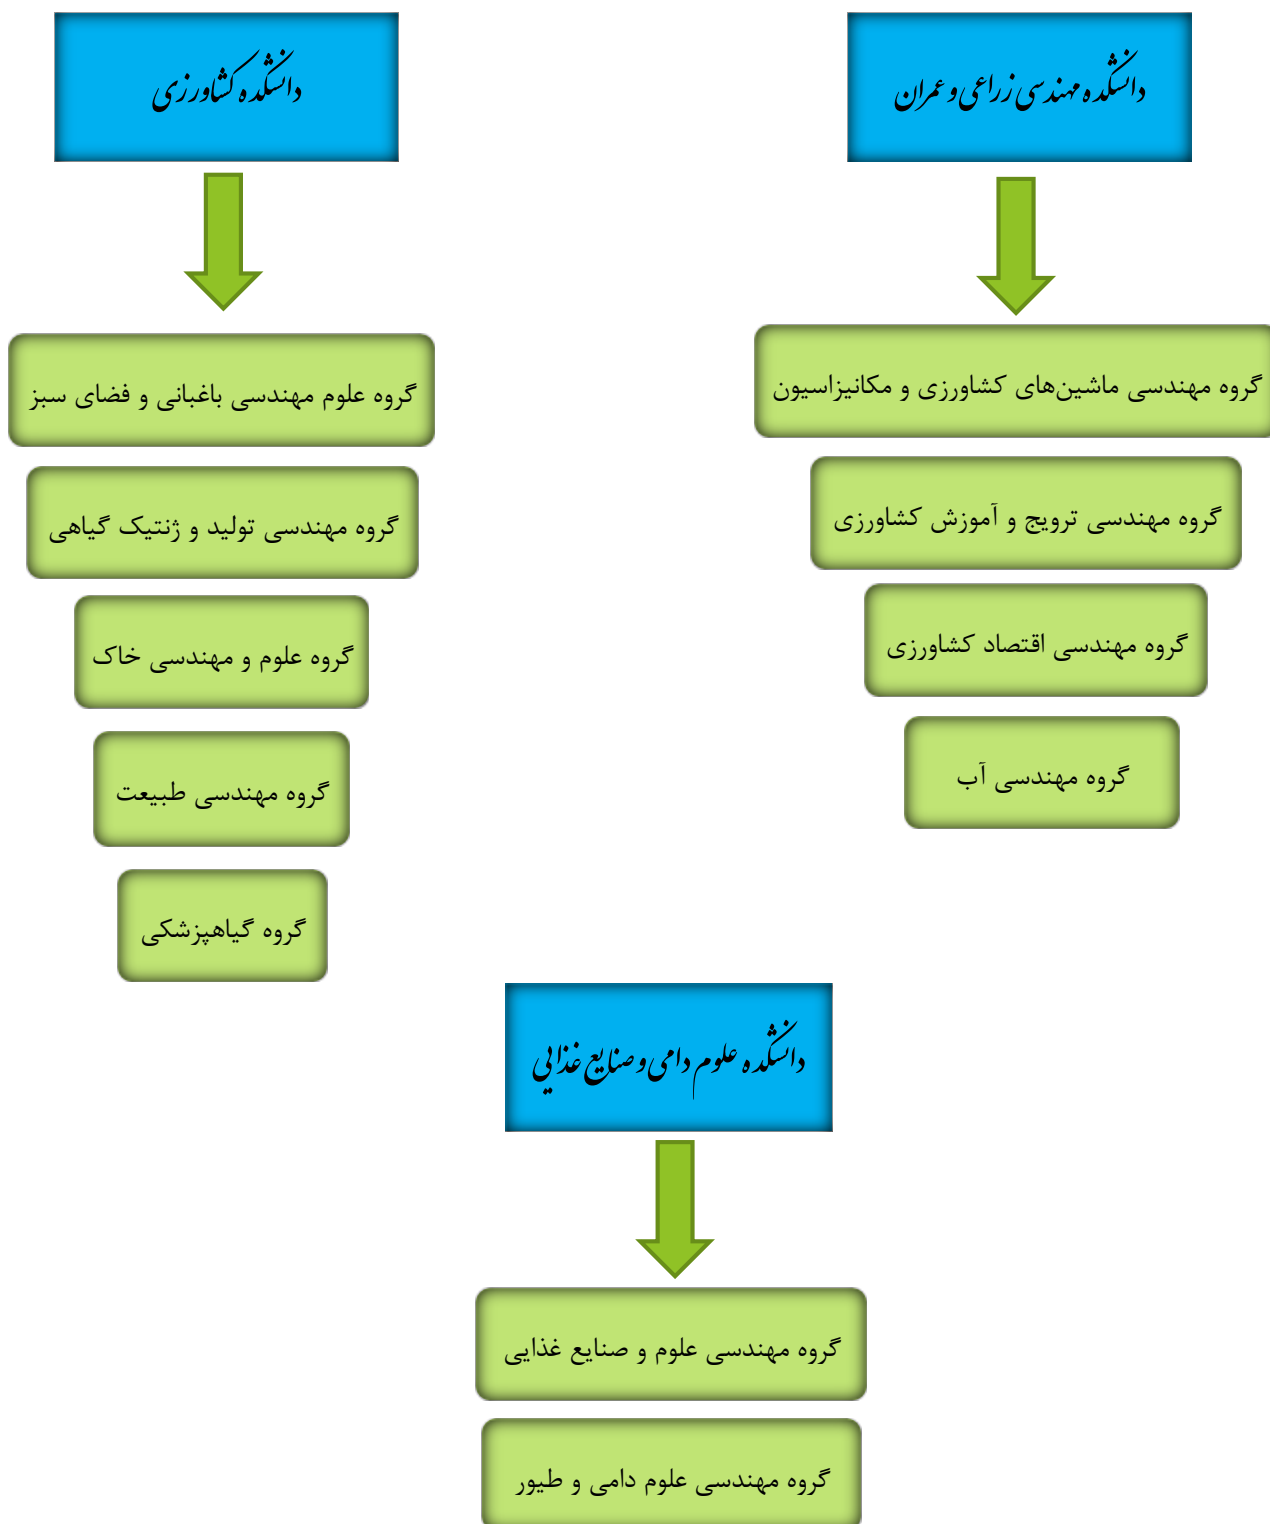 دانشکده مهندسی زراعی و عمران
گروه مهندسی ماشین‌های کشاورزی و مکانیزاسیون
گروه مهندسی ترویج و آموزش کشاورزی
گروه مهندسی اقتصاد کشاورزی
گروه مهندسی آب
دانشکده کشاورزی
گروه علوم مهندسی باغبانی و فضای سبز
گروه مهندسی تولید و ژنتیک گیاهی
گروه علوم و مهندسی خاک
گروه مهندسی طبیعت
گروه گیاهپزشکی
دانشکده علوم دامی و صنایع غذایی
گروه مهندسی علوم و صنایع غذایی
گروه مهندسی علوم دامی و طیور